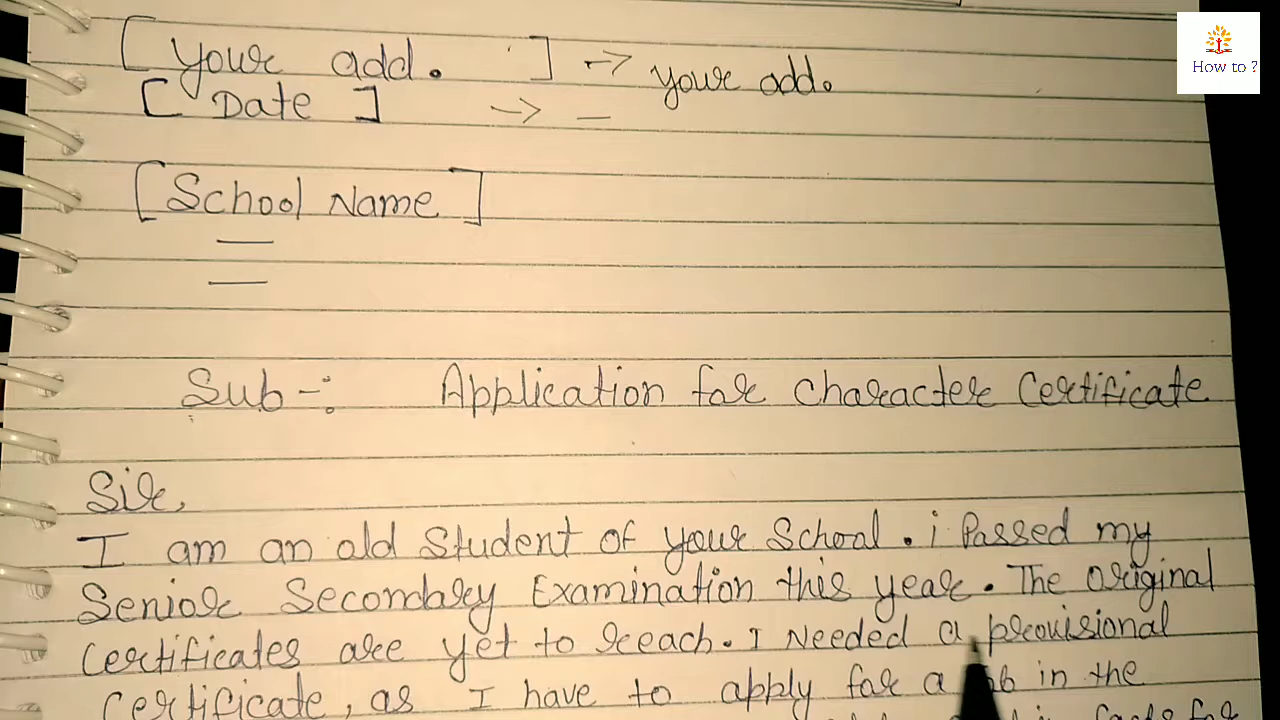 How to ?
[ your add. ] -> your add.
[ Date ] -> -
[ School Name ]
Sub -: Application for character Certificate
Sir,
I am an old Student of your School. i Passed my
Senior Secondary Examination this year. The original
certificates are yet to reach. I Needed a provisional
certificate, as I have to apply for a job in the